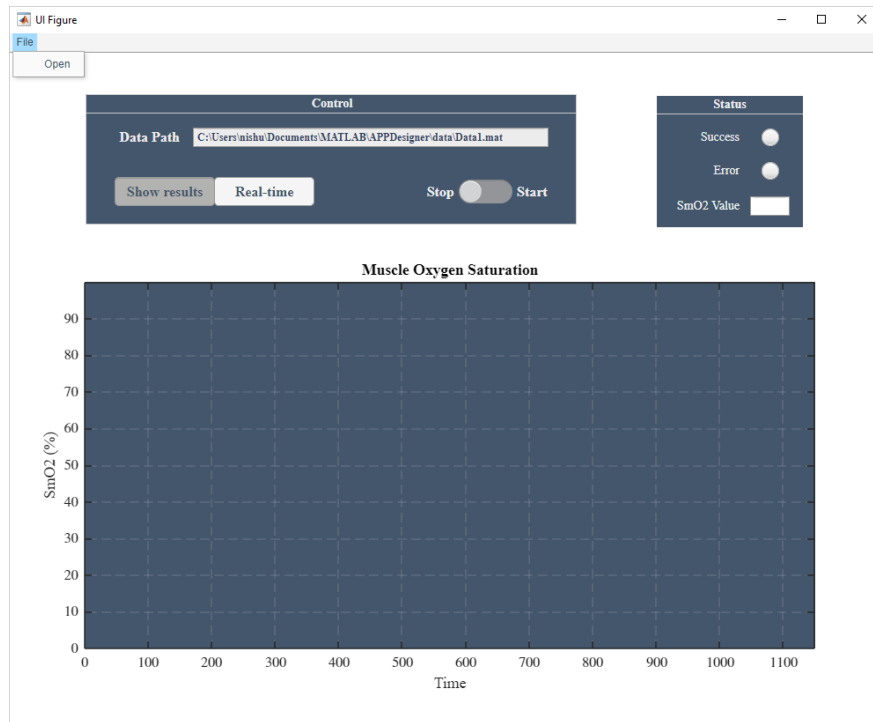 UI Figure
File
Open
Control
Data Path C:\Users\nishu\Documents\MATLAB\APPDesigner\data\Data1.mat
Show results Real-time Stop Start
Status
Success
Error
SmO2 Value
Muscle Oxygen Saturation
90
80
70
60
50
40
30
20
10
0
SmO2 (%)
0 100 200 300 400 500 600 700 800 900 1000 1100
Time